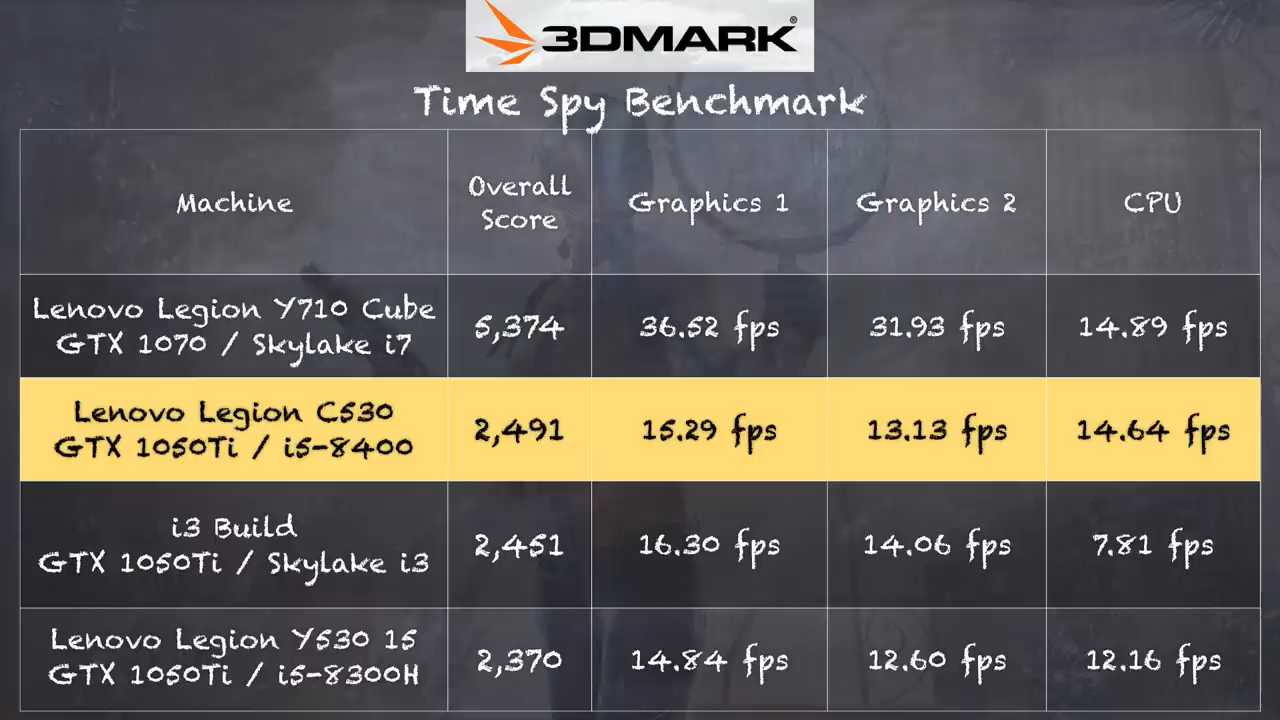 3DMARK®
Time Spy Benchmark
Machine
Overall
Score
Graphics 1
Graphics 2
CPU
Lenovo Legion Y710 Cube
GTX 1070 / Skylake i7
5,374
36.52 fps
31.93 fps
14.89 fps
Lenovo Legion C530
GTX 1050Ti / i5-8400
2,491
15.29 fps
13.13 fps
14.64 fps
i3 Build
GTX 1050Ti / Skylake i3
2,451
16.30 fps
14.06 fps
7.81 fps
Lenovo Legion Y530 15
GTX 1050Ti / i5-8300H
2,370
14.84 fps
12.60 fps
12.16 fps